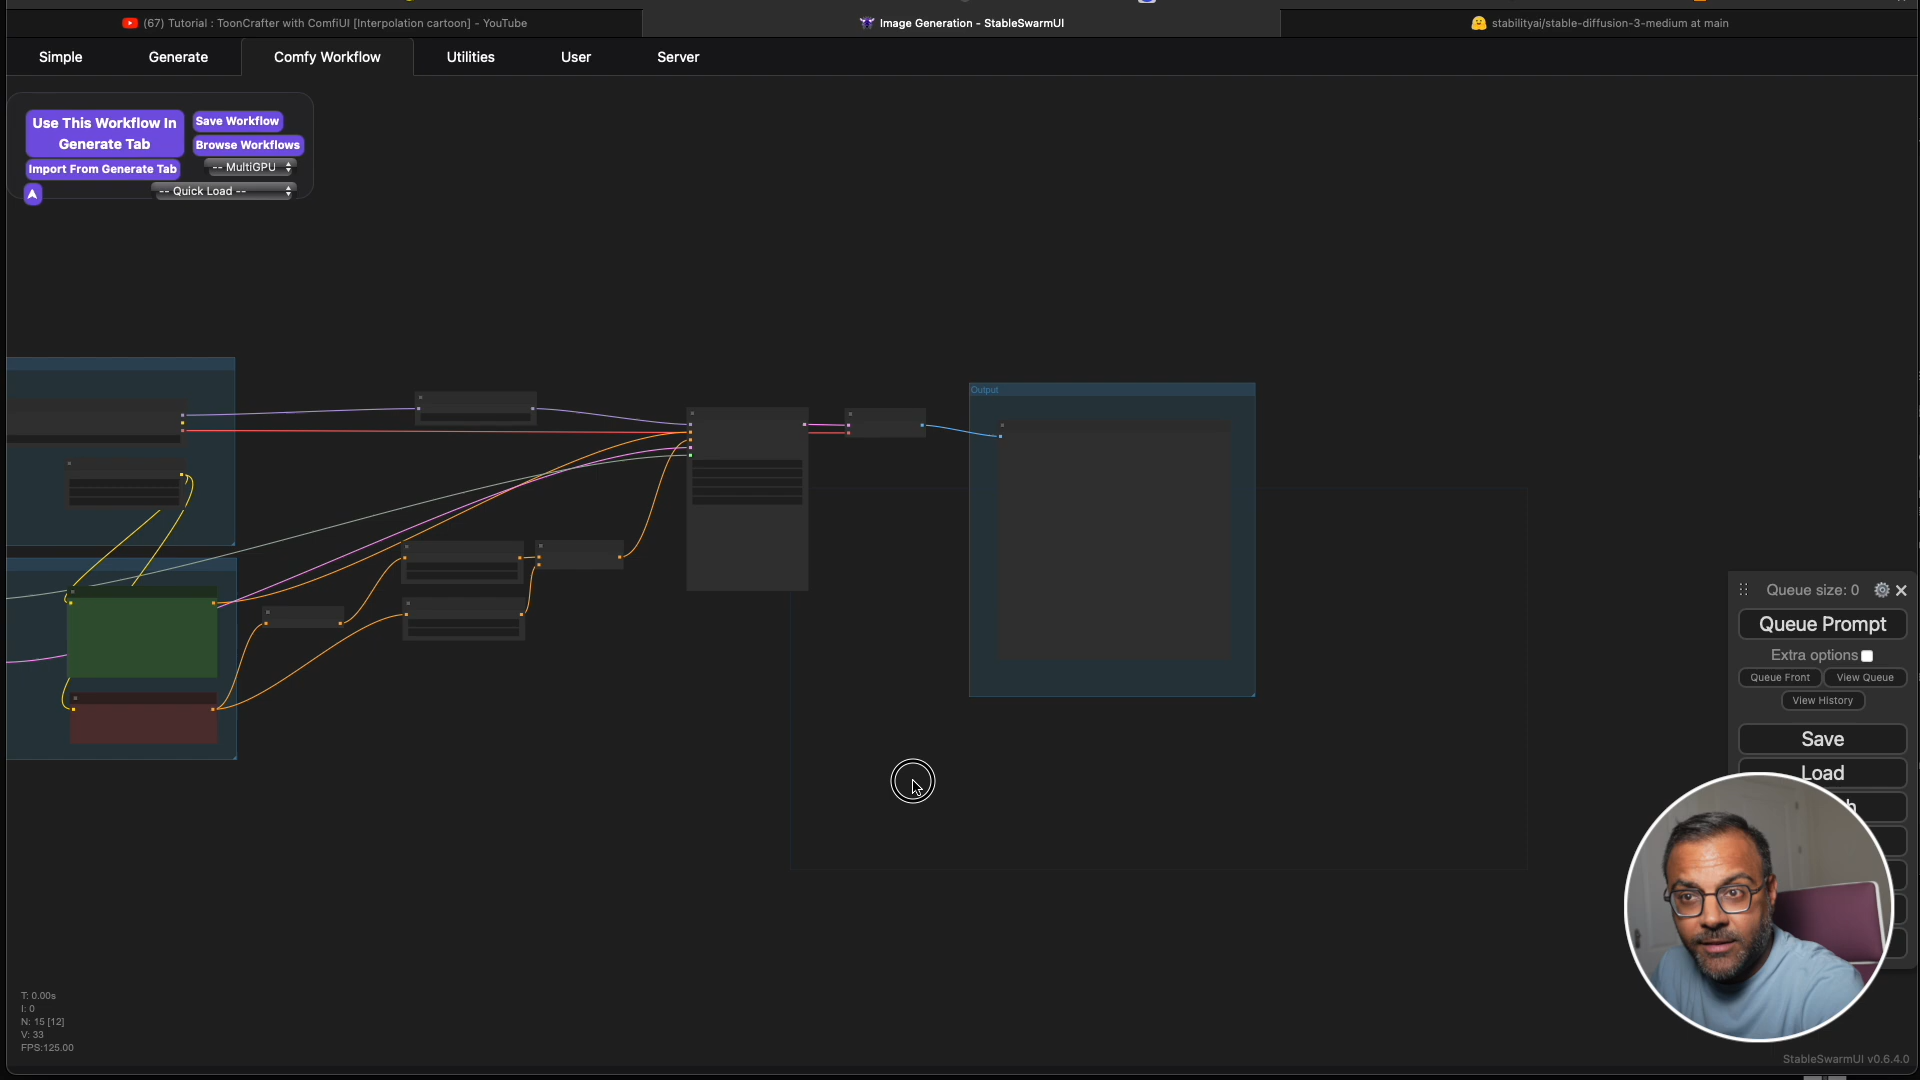 (67) Tutorial : ToonCrafter with ComfiUI [Interpolation cartoon] - YouTube
Image Generation - StableSwarmUI
stabilityai/stable-diffusion-3-medium at main
Simple
Generate
Comfy Workflow
Utilities
User
Server
Use This Workflow In
Generate Tab
Save Workflow
Browse Workflows
Import From Generate Tab
-- MultiGPU
-- Quick Load --
Output
Queue size: 0
Queue Prompt
Extra options
Queue Front
View Queue
View History
Save
Load
T: 0.00s
I: 0
N: 15 [12]
V: 33
FPS:125.00
StableSwarmUI v0.6.4.0